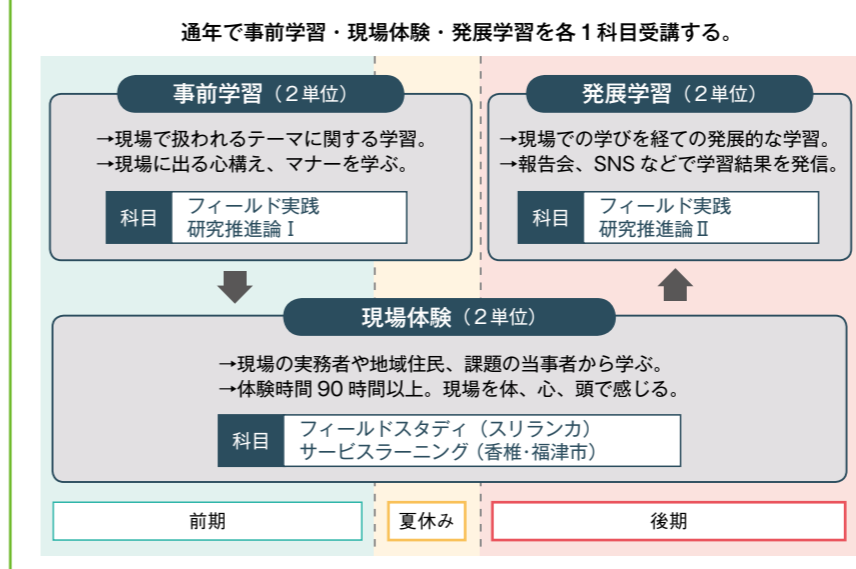 通年で事前学習・現場体験・発展学習を各1科目受講する。
事前学習（2単位）
→現場で扱われるテーマに関する学習。
→現場に出る心構え、マナーを学ぶ。
科目
フィールド実践
研究推進論Ⅰ
発展学習（2単位）
→現場での学びを経ての発展的な学習。
→報告会、SNSなどで学習結果を発信。
科目
フィールド実践
研究推進論Ⅱ
現場体験（2単位）
→現場の実務者や地域住民、課題の当事者から学ぶ。
→体験時間90時間以上。現場を体、心、頭で感じる。
科目
フィールドスタディ（スリランカ）
サービスラーニング（香椎・福津市）
前期
夏休み
後期